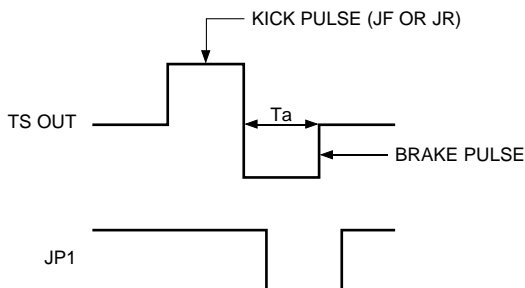 KICK PULSE (JF OR JR)
TS OUT
Ta
BRAKE PULSE
JP1